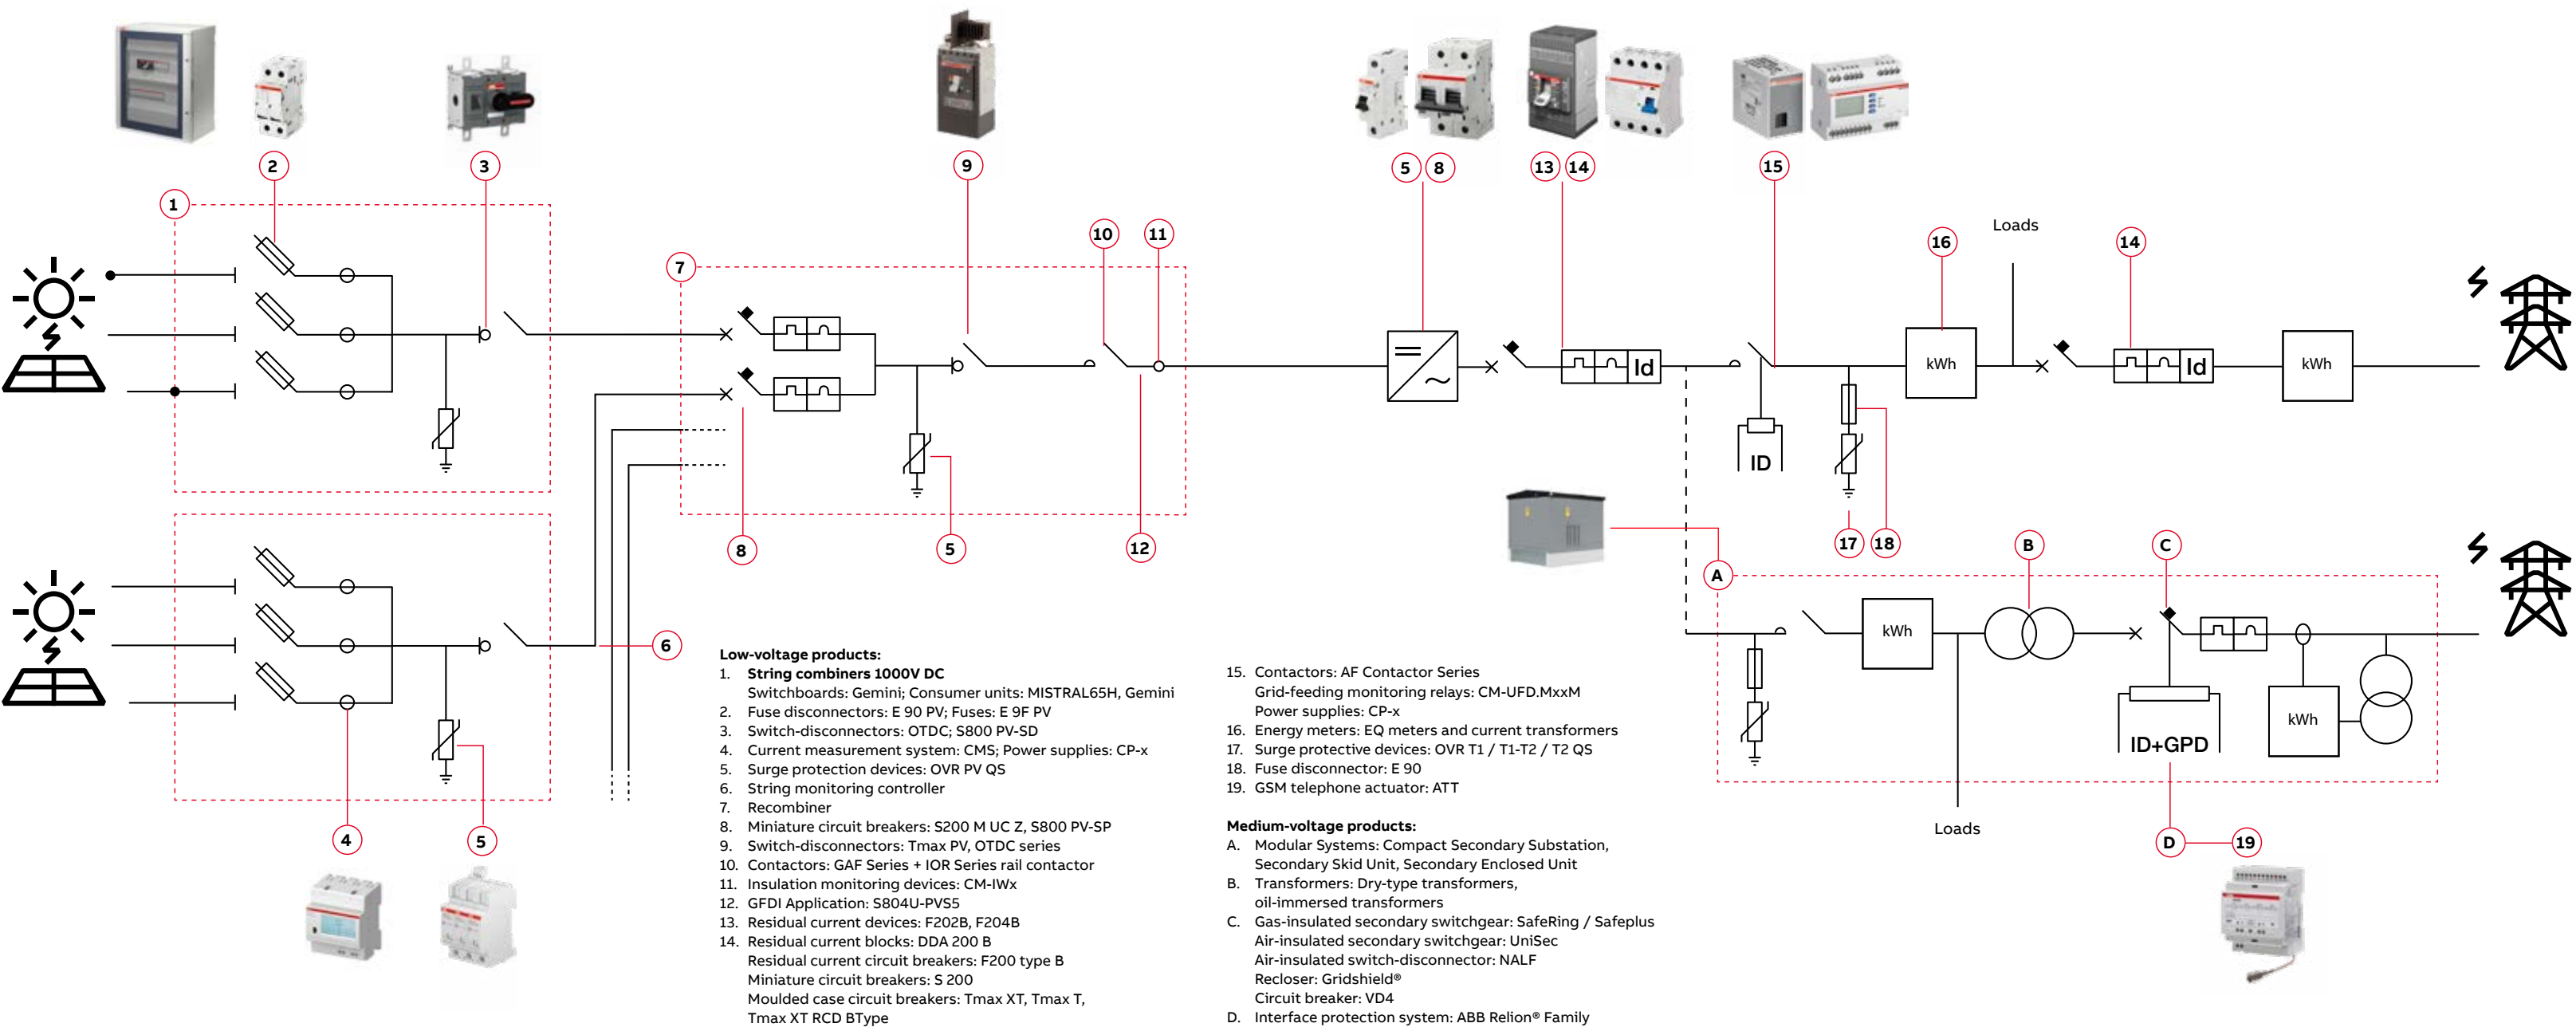 2
3
9
5
8
13
14
15
1
10
11
16
Loads
14
7
kWh
Id
Id
kWh
ID
8
5
12
17
18
B
C
A
6
kWh
kWh
ID+GPD
Loads
4
5
D
19
Low-voltage products:
1. String combiners 1000V DC
Switchboards: Gemini; Consumer units: MISTRAL65H, Gemini
2. Fuse disconnectors: E 90 PV; Fuses: E 9F PV
3. Switch-disconnectors: OTDC; S800 PV-SD
4. Current measurement system: CMS; Power supplies: CP-x
5. Surge protection devices: OVR PV QS
6. String monitoring controller
7. Recombiner
8. Miniature circuit breakers: S200 M UC Z, S800 PV-SP
9. Switch-disconnectors: Tmax PV, OTDC series
10. Contactors: GAF Series + IOR Series rail contactor
11. Insulation monitoring devices: CM-IWx
12. GFDI Application: S804U-PVS5
13. Residual current devices: F202B, F204B
14. Residual current blocks: DDA 200 B
Residual current circuit breakers: F200 type B
Miniature circuit breakers: S 200
Moulded case circuit breakers: Tmax XT, Tmax T,
Tmax XT RCD BType
15. Contactors: AF Contactor Series
Grid-feeding monitoring relays: CM-UFD.MxxM
Power supplies: CP-x
16. Energy meters: EQ meters and current transformers
17. Surge protective devices: OVR T1 / T1-T2 / T2 QS
18. Fuse disconnector: E 90
19. GSM telephone actuator: ATT
Medium-voltage products:
A. Modular Systems: Compact Secondary Substation,
Secondary Skid Unit, Secondary Enclosed Unit
B. Transformers: Dry-type transformers,
oil-immersed transformers
C. Gas-insulated secondary switchgear: SafeRing / Safeplus
Air-insulated secondary switchgear: UniSec
Air-insulated switch-disconnector: NALF
Recloser: Gridshield®
Circuit breaker: VD4
D. Interface protection system: ABB Relion® Family